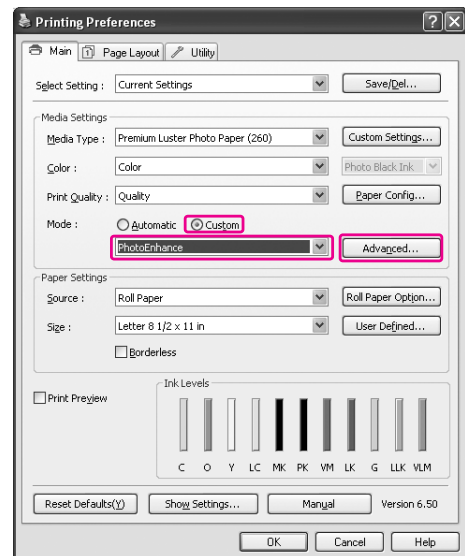 Printing Preferences
Main Page Layout Utility
Select Setting : Current Settings Save/Del...
Media Settings
Media Type : Premium Luster Photo Paper (260) Custom Settings...
Color : Color Photo Black Ink
Print Quality : Quality Paper Config...
Mode : Automatic Custom
PhotoEnhance Advanced...
Paper Settings
Source : Roll Paper Roll Paper Option...
Size : Letter 8 1/2 x 11 in User Defined...
Borderless
Print Preview
Ink Levels
C O Y LC MK PK VM LK G LLK VLM
Reset Defaults(Y) Show Settings... Manual Version 6.50
OK Cancel Help